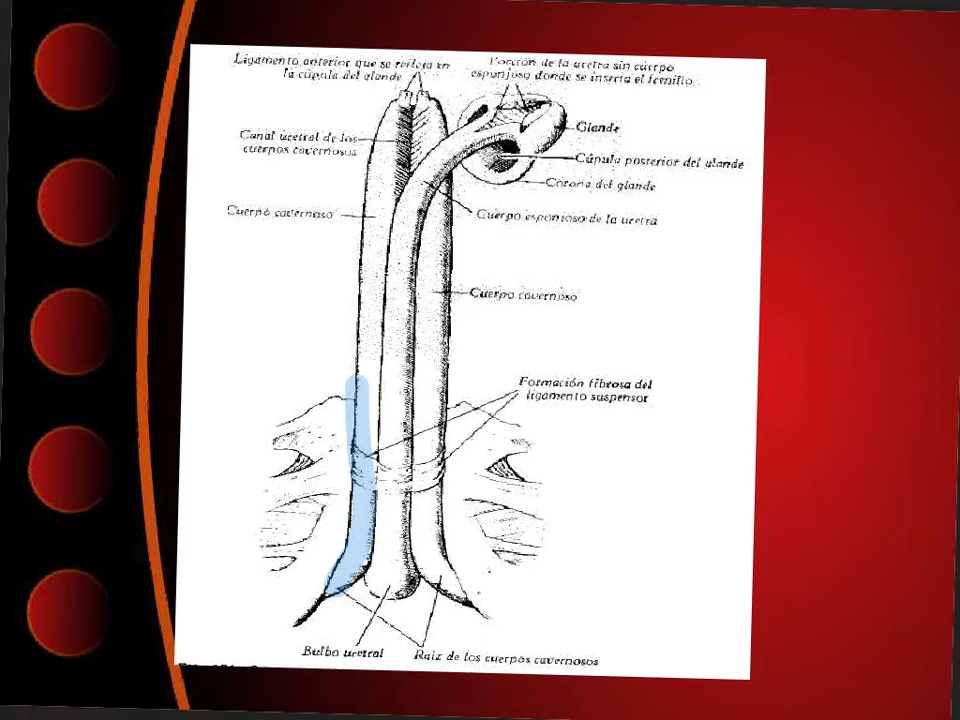 Ligamento anterior que se refleja en
la cúpula del glande
Porción de la uretra sin cuerpo
esponjoso donde se inserta el frenillo
Glande
Canal uretral de los
cuerpos cavernosos
Cúpula posterior del glande
Corona del glande
Cuerpo cavernoso
Cuerpo esponjoso de la uretra
Cuerpo cavernoso
Formación fibrosa del
ligamento suspensor
Bulbo uretral
Raíz de los cuerpos cavernosos